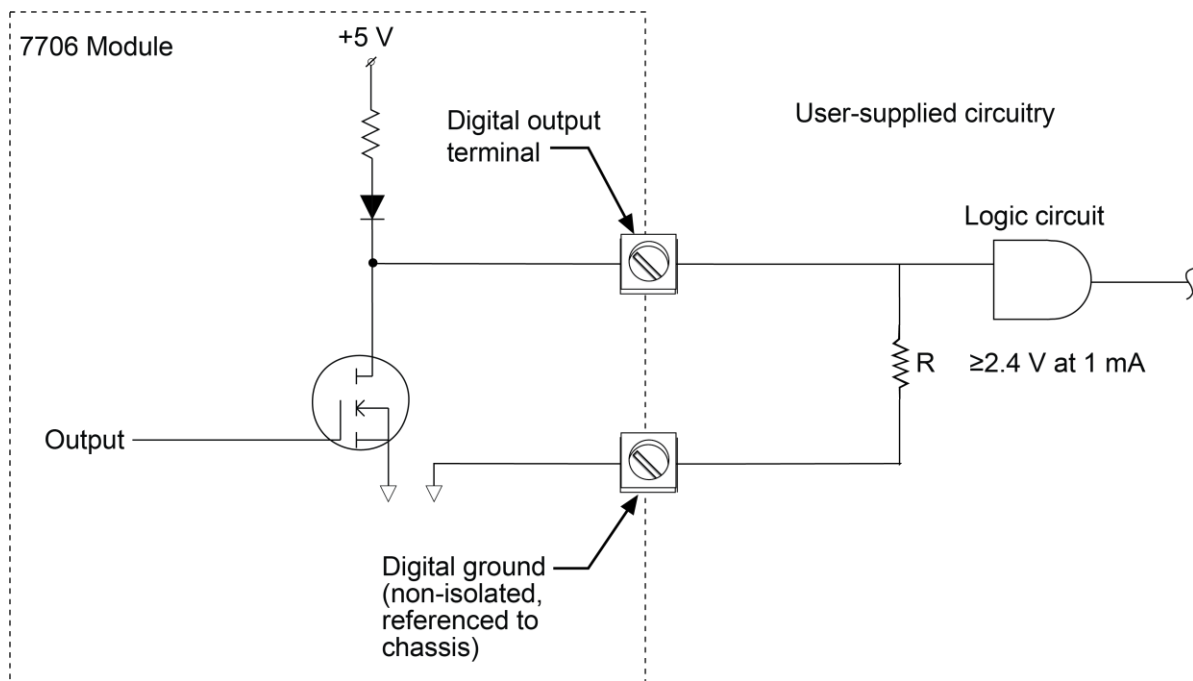 7706 Module
+5 V
Digital output
terminal
User-supplied circuitry
Logic circuit
R
≥2.4 V at 1 mA
Output
Digital ground
(non-isolated,
referenced to
chassis)